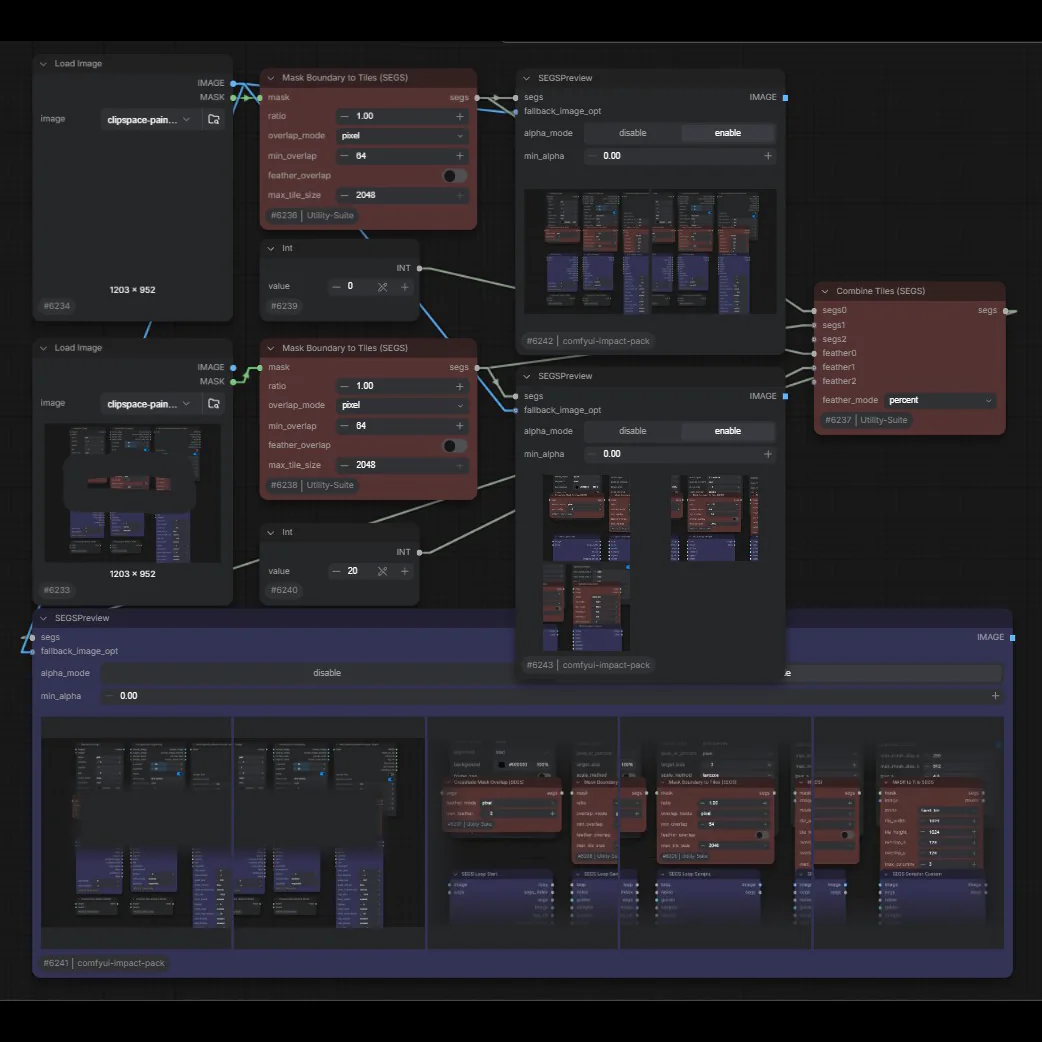 Load Image
IMAGE
MASK
image
clipspace-pain...
1203 × 952
#6234
Mask Boundary to Tiles (SEGS)
mask
segs
ratio
1.00
overlap_mode
pixel
min_overlap
64
feather_overlap
max_tile_size
2048
#6236 | Utility-Suite
SEGSPreview
segs
IMAGE
fallback_image_opt
alpha_mode
disable
enable
min_alpha
0.00
#6242 | comfyui-impact-pack
Int
INT
value
0
#6239
Combine Tiles (SEGS)
segs0
segs
segs1
segs2
feather0
feather1
feather2
feather_mode
percent
#6237 | Utility-Suite
Load Image
IMAGE
MASK
image
clipspace-pain...
1203 × 952
#6233
Mask Boundary to Tiles (SEGS)
mask
segs
ratio
1.00
overlap_mode
pixel
min_overlap
64
feather_overlap
max_tile_size
2048
#6238 | Utility-Suite
SEGSPreview
segs
IMAGE
fallback_image_opt
alpha_mode
disable
enable
min_alpha
0.00
#6243 | comfyui-impact-pack
Int
INT
value
20
#6240
SEGSPreview
segs
IMAGE
fallback_image_opt
alpha_mode
disable
min_alpha
0.00
#6241 | comfyui-impact-pack